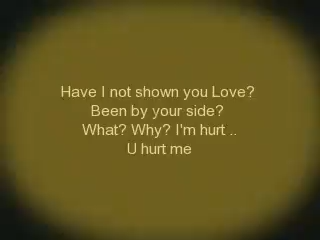 Have I not shown you Love?
Been by your side?
What? Why? I'm hurt ..
U hurt me